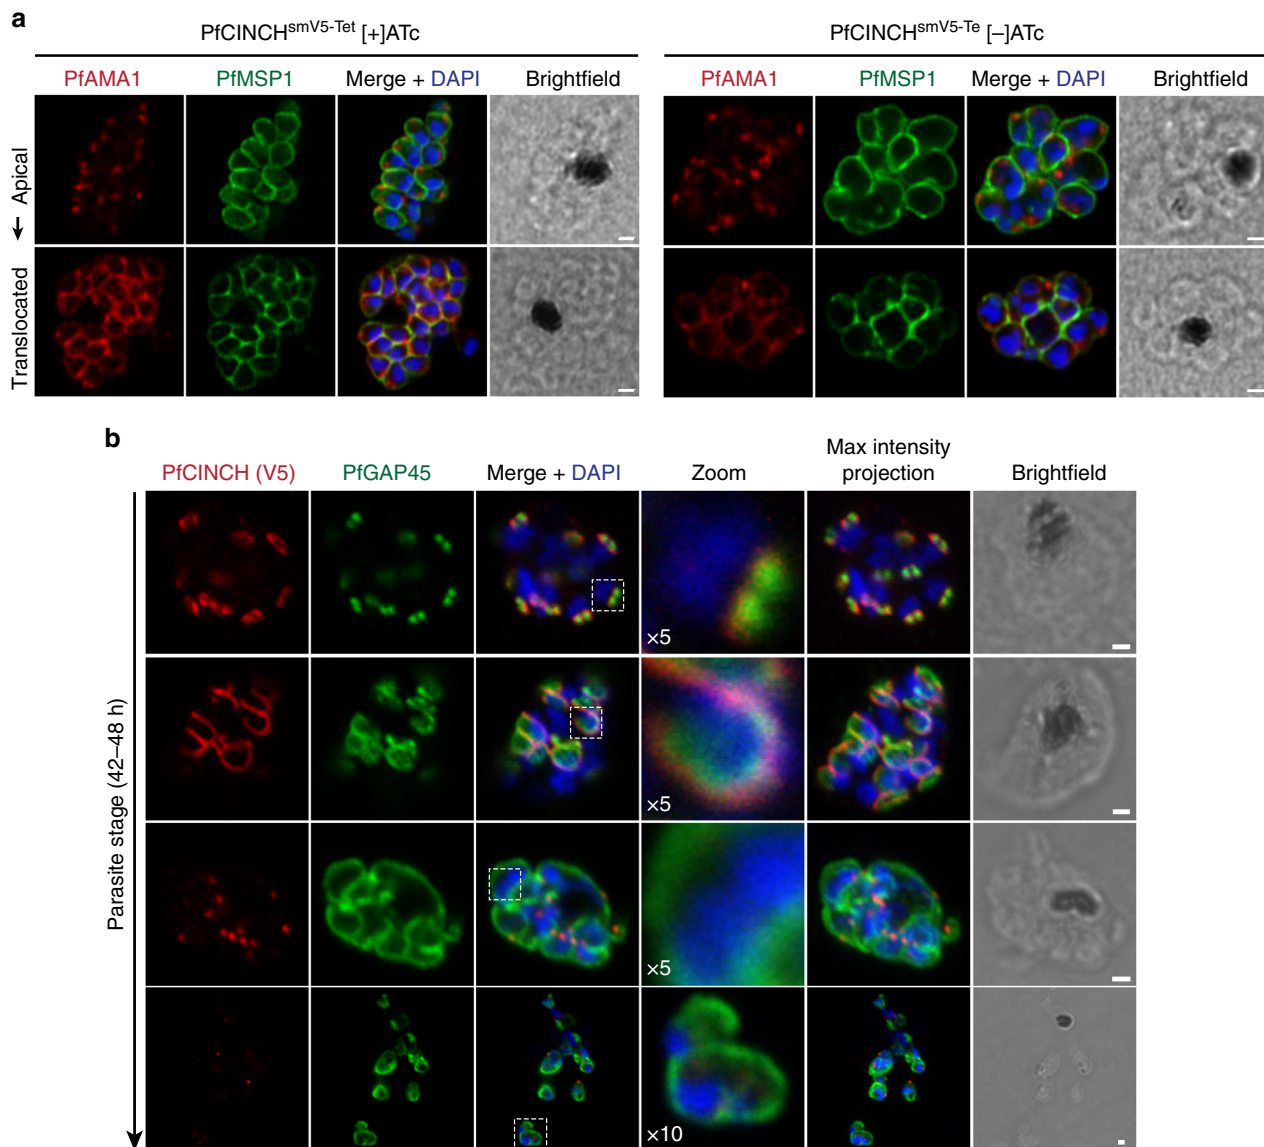 a
PfCINCHsmV5-Tet [+]ATc
PfCINCHsmV5-Te [–]ATc
PfAMA1 PfMSP1 Merge + DAPI Brightfield
PfAMA1 PfMSP1 Merge + DAPI Brightfield
Apical
Translocated
b
PfCINCH (V5) PfGAP45 Merge + DAPI Zoom Max intensity projection Brightfield
Parasite stage (42–48 h)
×5
×5
×5
×10